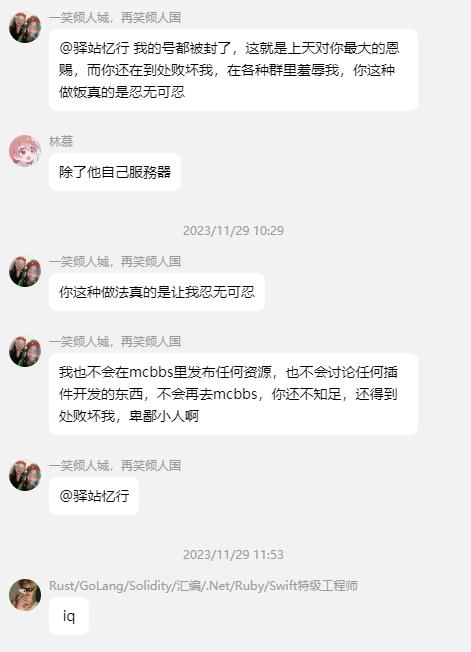 一笑倾人城，再笑倾人国
@驿站忆行 我的号都被封了，这就是上天对你最大的恩
赐，而你还在到处败坏我，在各种群里羞辱我，你这种
做饭真的是忍无可忍
林慕
除了他自己服務器
2023/11/29 10:29
一笑倾人城，再笑倾人国
你这种做法真的是让我忍无可忍
一笑倾人城，再笑倾人国
我也不会在mcbbs里发布任何资源，也不会讨论任何插
件开发的东西，不会再去mcbbs，你还不知足，还得到
处败坏我，卑鄙小人啊
一笑倾人城，再笑倾人国
@驿站忆行
2023/11/29 11:53
Rust/GoLang/Solidity/汇编/.Net/Ruby/Swift特级工程师
iq